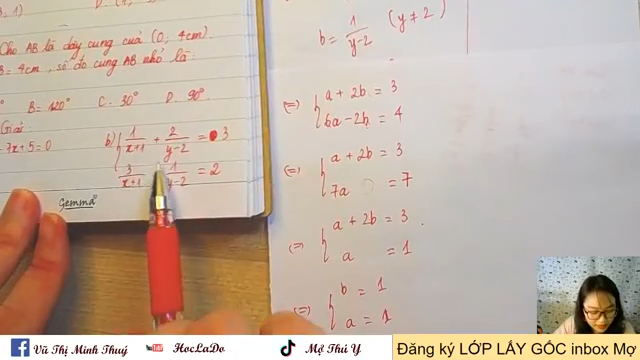 Cho AB là dây cung của (O, 4cm).
B = 4cm, số đo cung AB nhỏ là
B = 120° C. 30° D. 90°
Giải
- 7x + 5 = 0
b) { 1/(x+1) + 2/(y-2) = 3
3/(x+1) 1/(y-2) = 2
Gemma
b = 1/(y-2) (y ≠ 2)
(=) { a + 2b = 3
6a - 2b = 4
(=) { a + 2b = 3
7a = 7
(=) { a + 2b = 3
a = 1
(=) { b = 1
a = 1
Vũ Thị Minh Thuý HocLaDo Mợ Thú Y Đăng ký LỚP LẤY GỐC inbox Mợ